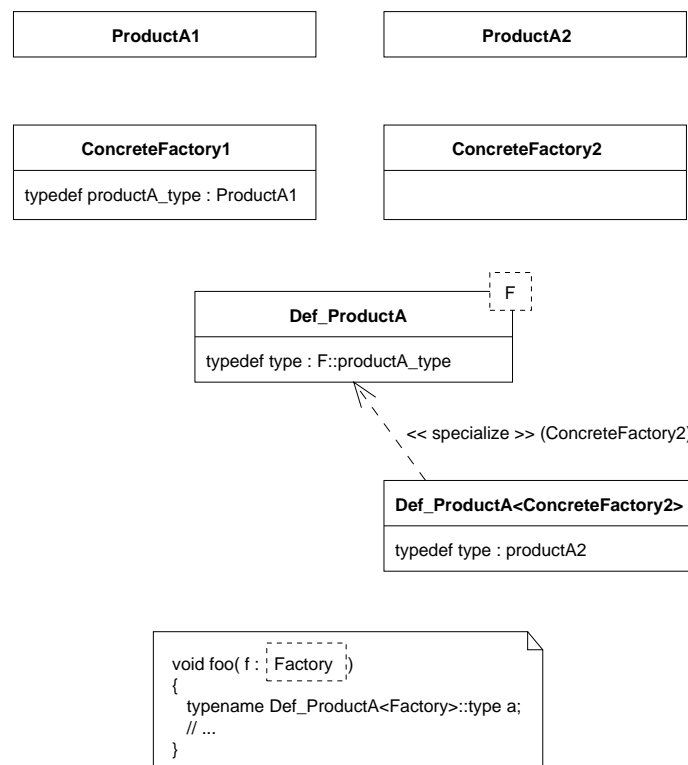 ProductA1
ProductA2
ConcreteFactory1
ConcreteFactory2
typedef productA_type : ProductA1
F
Def_ProductA
typedef type : F::productA_type
<< specialize >> (ConcreteFactory2)
Def_ProductA<ConcreteFactory2>
typedef type : productA2
void foo( f : Factory )
{
typename Def_ProductA<Factory>::type a;
// ...
}